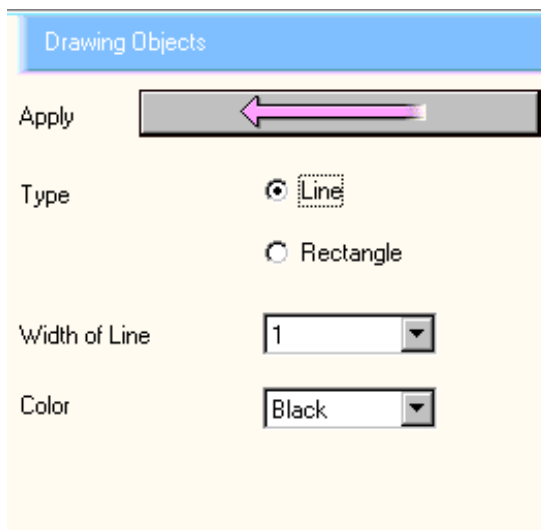 Drawing Objects
Apply
Type
Line
Rectangle
Width of Line
1
Color
Black